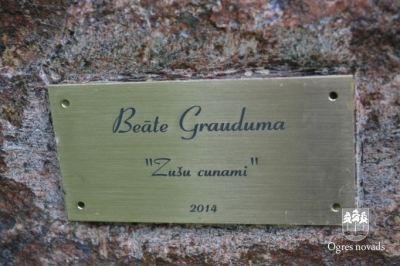 Beāte Grauduma
"Zušu cunami"
2014
Ogres novads